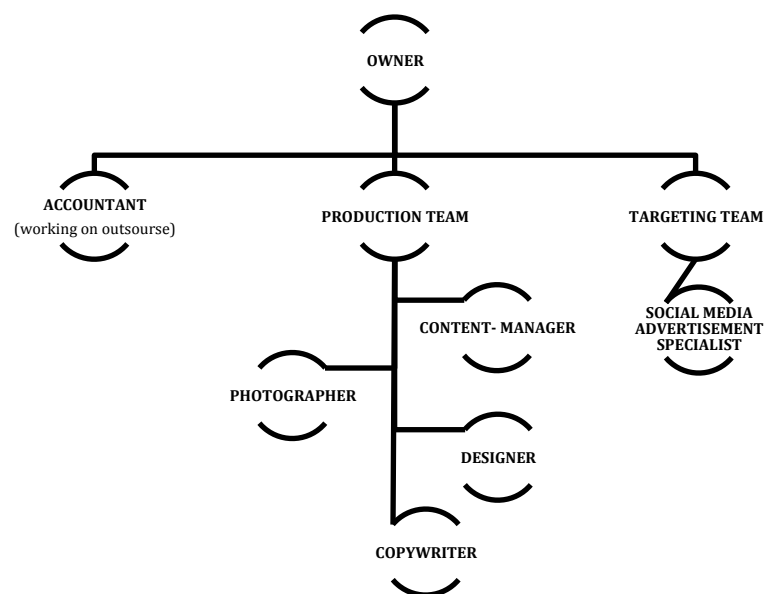 OWNER
ACCOUNTANT
(working on outsourse)
PRODUCTION TEAM
TARGETING TEAM
SOCIAL MEDIA
ADVERTISEMENT
SPECIALIST
CONTENT- MANAGER
PHOTOGRAPHER
DESIGNER
COPYWRITER